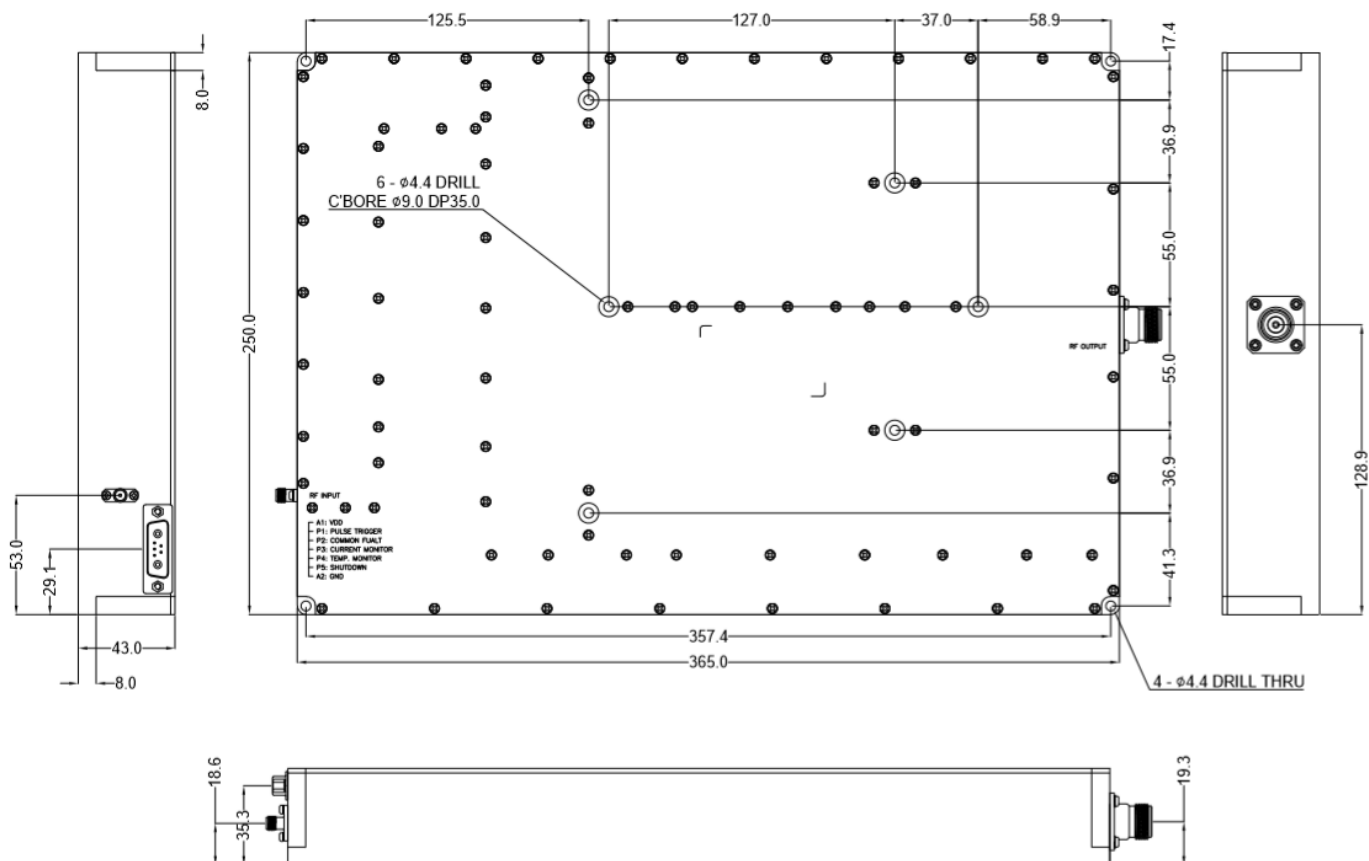 125.5
127.0
37.0
58.9
17.4
8.0
36.9
6 - ø4.4 DRILL
C'BORE ø9.0 DP35.0
55.0
250.0
RF OUTPUT
55.0
128.9
RF INPUT
53.0
29.1
A1: VDD
P1: PULSE TRIGGER
P2: COMMON FUALT
P3: CURRENT MONITOR
P4: TEMP. MONITOR
P5: SHUTDOWN
A2: GND
36.9
41.3
43.0
8.0
357.4
365.0
4 - ø4.4 DRILL THRU
18.6
35.3
19.3